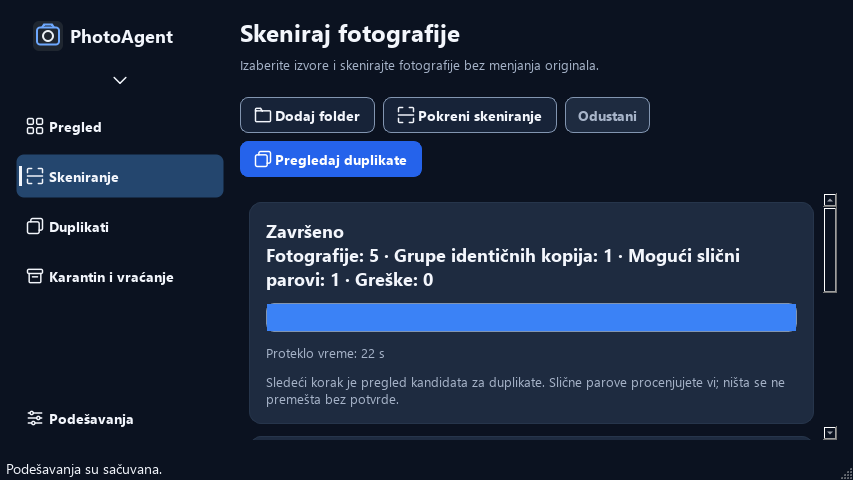 PhotoAgent
Pregled
Skeniranje
Duplikati
Karantin i vraćanje
Podešavanja
Skeniraj fotografije
Izaberite izvore i skenirajte fotografije bez menjanja originala.
Dodaj folder
Pokreni skeniranje
Odustani
Pregledaj duplikate
Završeno
Fotografije: 5 · Grupe identičnih kopija: 1 · Mogući slični
parovi: 1 · Greške: 0
Proteklo vreme: 22 s
Sledeći korak je pregled kandidata za duplikate. Slične parove procenjujete vi; ništa se ne
premešta bez potvrde.
Podešavanja su sačuvana.